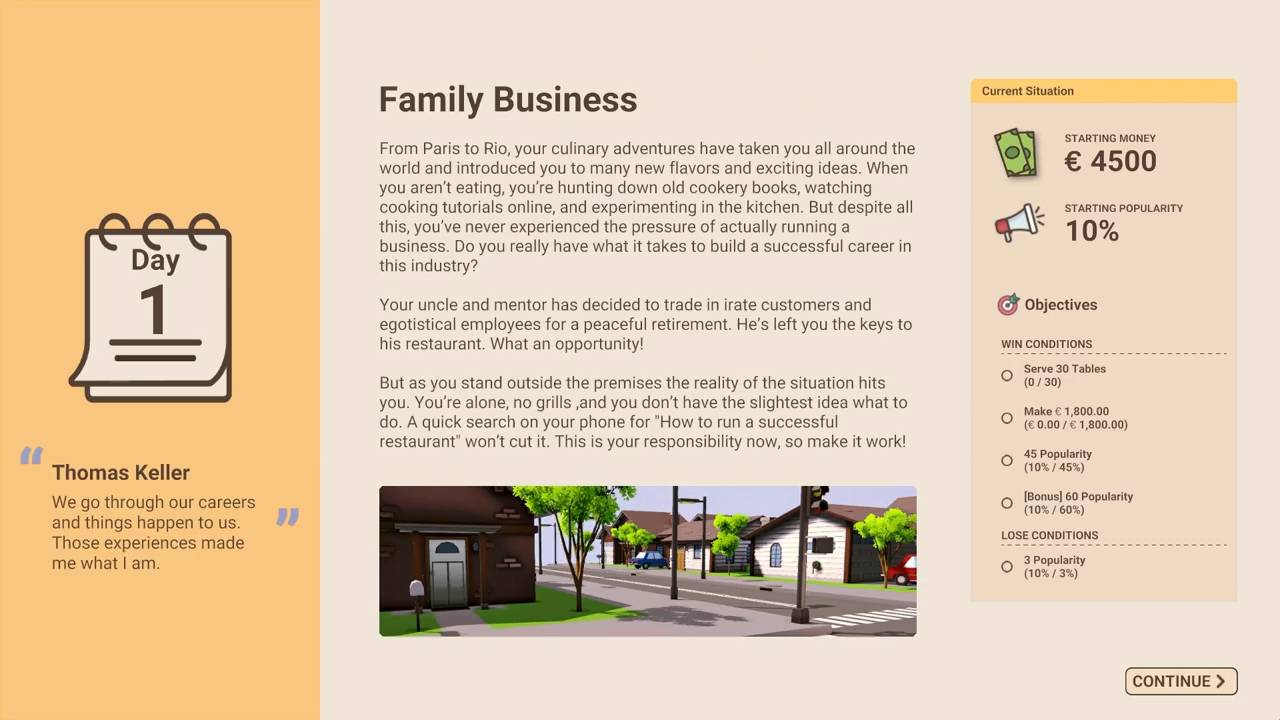 Day
1
“
Thomas Keller
We go through our careers
and things happen to us.
Those experiences made
me what I am.
”
Family Business
From Paris to Rio, your culinary adventures have taken you all around the
world and introduced you to many new flavors and exciting ideas. When
you aren’t eating, you’re hunting down old cookery books, watching
cooking tutorials online, and experimenting in the kitchen. But despite all
this, you’ve never experienced the pressure of actually running a
business. Do you really have what it takes to build a successful career in
this industry?
Your uncle and mentor has decided to trade in irate customers and
egotistical employees for a peaceful retirement. He’s left you the keys to
his restaurant. What an opportunity!
But as you stand outside the premises the reality of the situation hits
you. You’re alone, no grills ,and you don’t have the slightest idea what to
do. A quick search on your phone for "How to run a successful
restaurant" won’t cut it. This is your responsibility now, so make it work!
Current Situation
STARTING MONEY
€ 4500
STARTING POPULARITY
10%
Objectives
WIN CONDITIONS
Serve 30 Tables
(0 / 30)
Make € 1,800.00
(€ 0.00 / € 1,800.00)
45 Popularity
(10% / 45%)
[Bonus] 60 Popularity
(10% / 60%)
LOSE CONDITIONS
3 Popularity
(10% / 3%)
CONTINUE